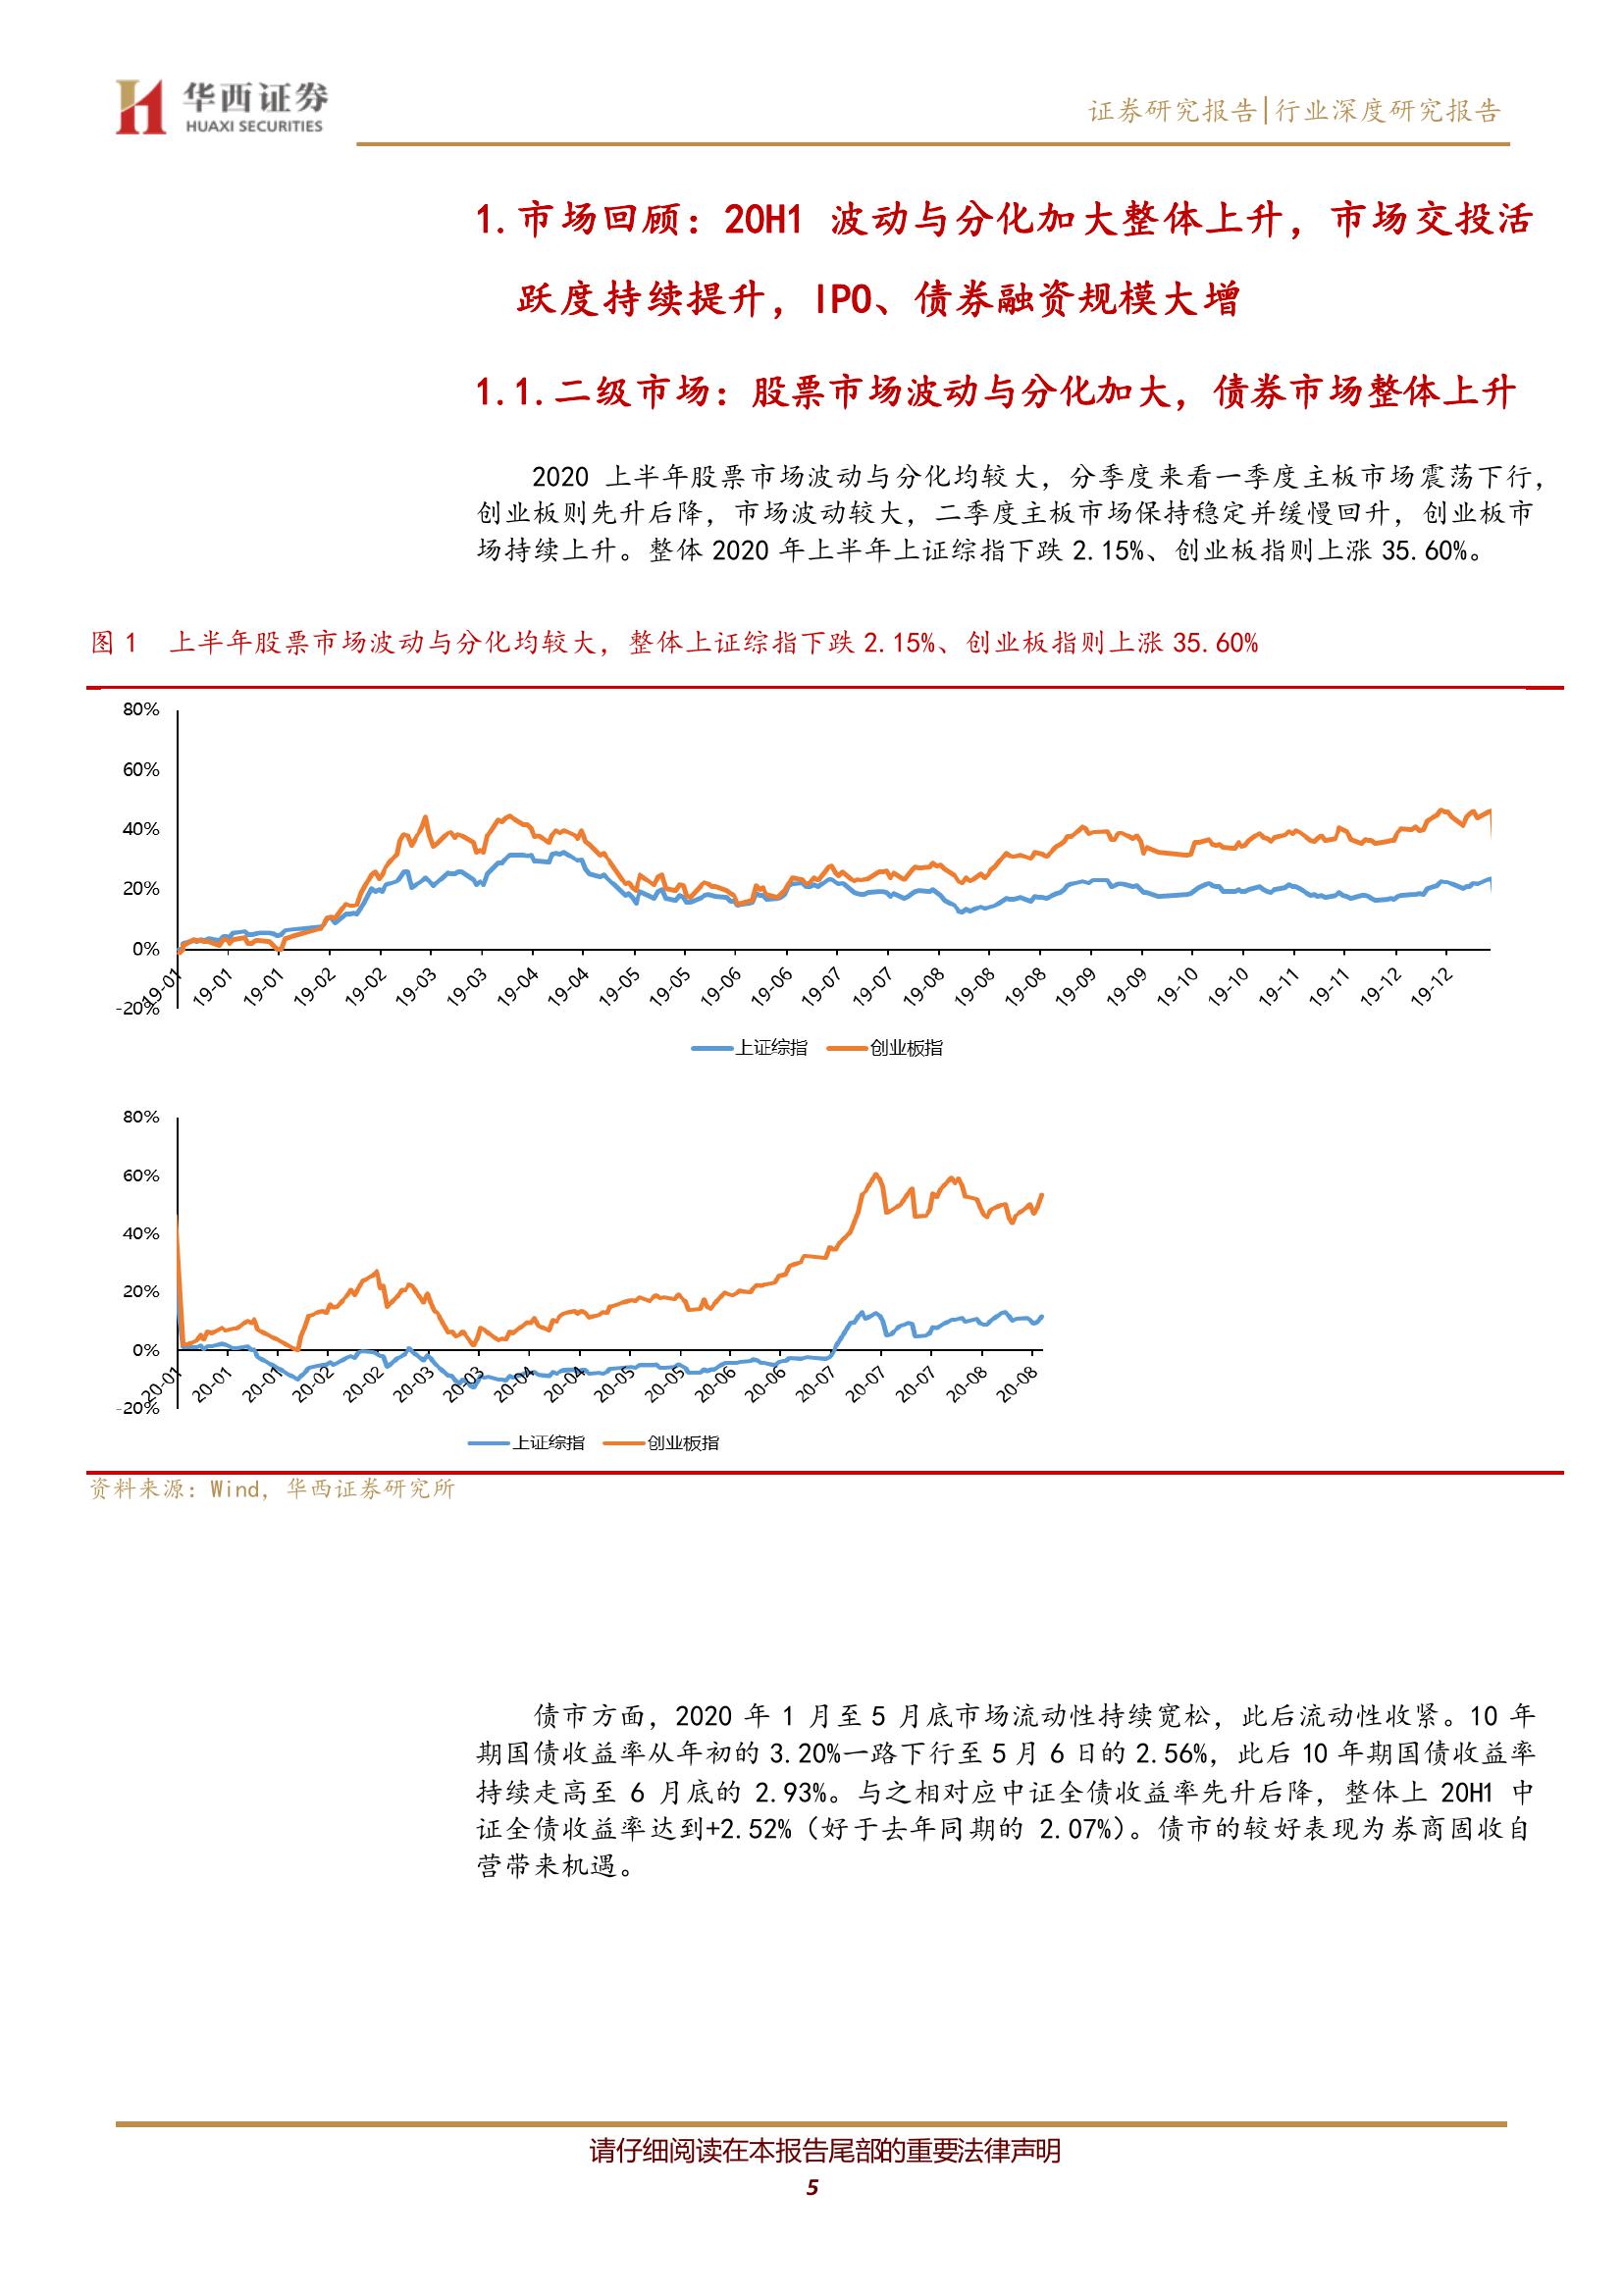 华西证券
HUAXI SECURITIES
证券研究报告|行业深度研究报告
1.市场回顾：20H1 波动与分化加大整体上升，市场交投活
跃度持续提升，IPO、债券融资规模大增
1.1.二级市场：股票市场波动与分化加大，债券市场整体上升
2020 上半年股票市场波动与分化均较大，分季度来看一季度主板市场震荡下行，
创业板则先升后降，市场波动较大，二季度主板市场保持稳定并缓慢回升，创业板市
场持续上升。整体 2020 年上半年上证综指下跌 2.15%、创业板指则上涨 35.60%。
图 1 上半年股票市场波动与分化均较大，整体上证综指下跌 2.15%、创业板指则上涨 35.60%
80%
60%
40%
20%
0%
-20%
19-01 19-01 19-01 19-02 19-02 19-03 19-03 19-04 19-04 19-05 19-05 19-06 19-06 19-07 19-07 19-08 19-08 19-08 19-09 19-09 19-10 19-10 19-11 19-11 19-12 19-12
上证综指 创业板指
80%
60%
40%
20%
0%
-20%
20-01 20-01 20-01 20-02 20-02 20-03 20-03 20-04 20-04 20-05 20-05 20-06 20-06 20-07 20-07 20-07 20-08 20-08
上证综指 创业板指
资料来源：Wind，华西证券研究所
债市方面，2020 年 1 月至 5 月底市场流动性持续宽松，此后流动性收紧。10 年
期国债收益率从年初的 3.20%一路下行至 5 月 6 日的 2.56%，此后 10 年期国债收益率
持续走高至 6 月底的 2.93%。与之相对应中证全债收益率先升后降，整体上 20H1 中
证全债收益率达到+2.52%（好于去年同期的 2.07%）。债市的较好表现为券商固收自
营带来机遇。
请仔细阅读在本报告尾部的重要法律声明
5